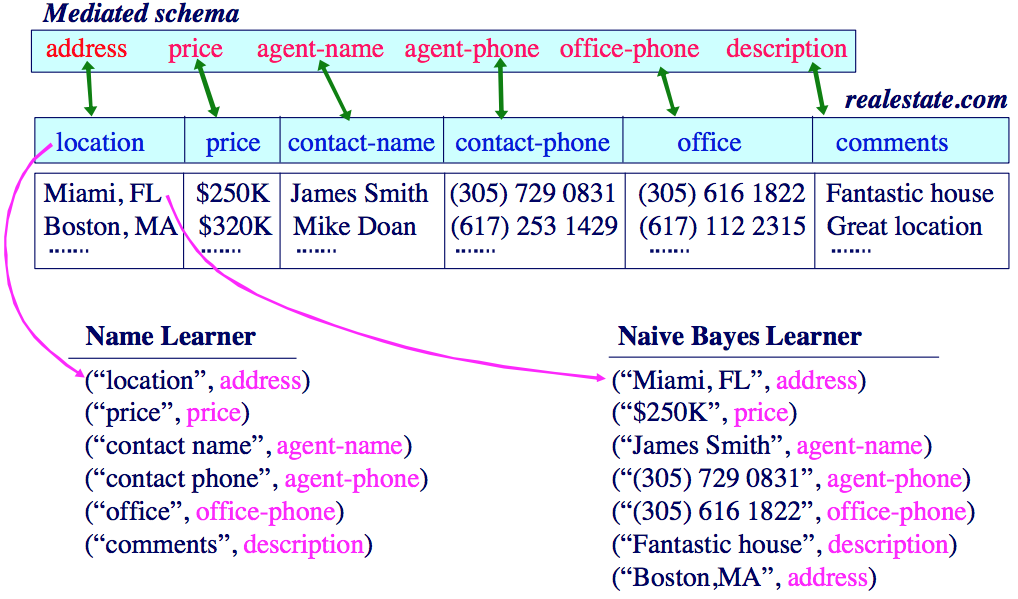 Mediated schema
address price agent-name agent-phone office-phone description
realestate.com
location price contact-name contact-phone office comments
Miami, FL $250K James Smith (305) 729 0831 (305) 616 1822 Fantastic house
Boston, MA $320K Mike Doan (617) 253 1429 (617) 112 2315 Great location
....... ....... ....... ....... ....... .......
Name Learner
(“location”, address)
(“price”, price)
(“contact name”, agent-name)
(“contact phone”, agent-phone)
(“office”, office-phone)
(“comments”, description)
Naive Bayes Learner
(“Miami, FL”, address)
(“$250K”, price)
(“James Smith”, agent-name)
(“(305) 729 0831”, agent-phone)
(“(305) 616 1822”, office-phone)
(“Fantastic house”, description)
(“Boston,MA”, address)